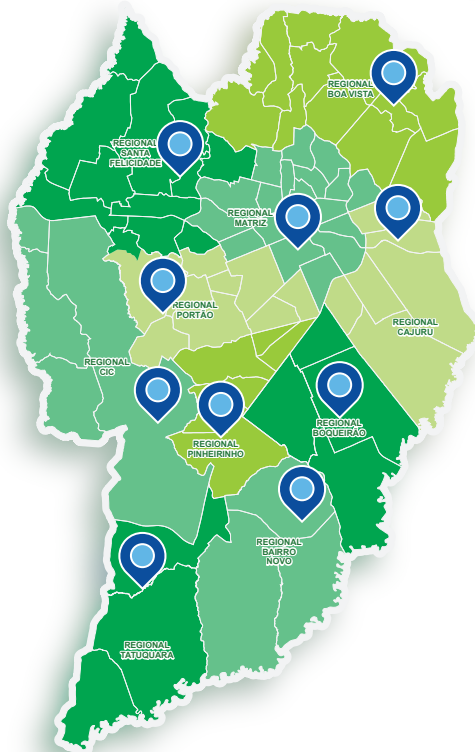 REGIONAL
BOA VISTA
REGIONAL
SANTA
FELICIDADE
REGIONAL
MATRIZ
REGIONAL
PORTÃO
REGIONAL
CAJURU
REGIONAL
CIC
REGIONAL
BOQUEIRÃO
REGIONAL
PINHEIRINHO
REGIONAL
BAIRRO
NOVO
REGIONAL
TATUQUARA